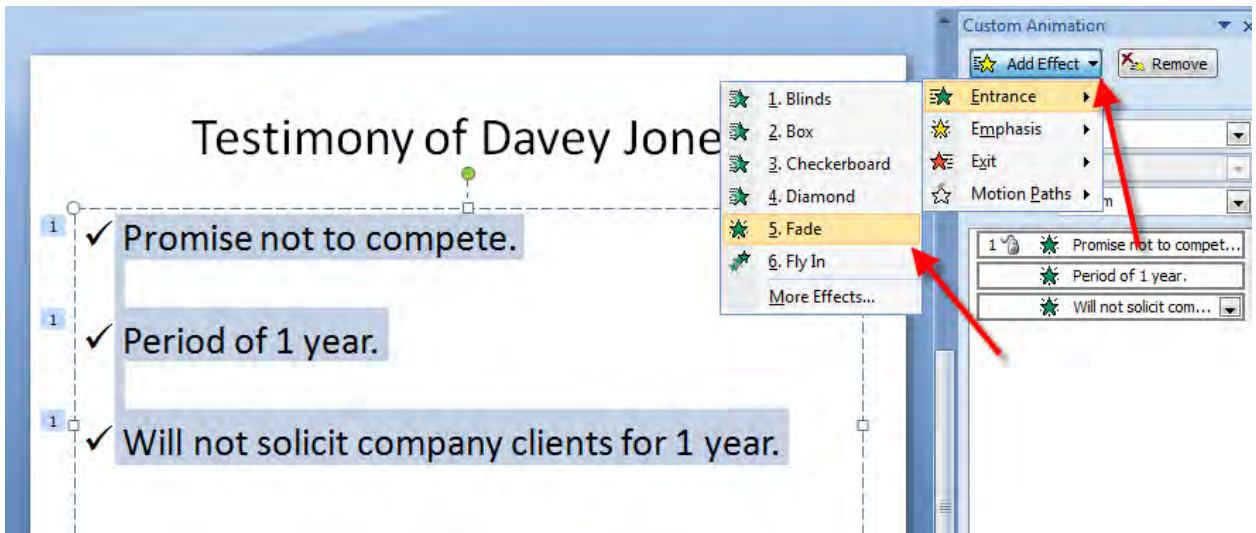 Custom Animation
Add Effect
Remove
Testimony of Davey Jone
1. Blinds
2. Box
3. Checkerboard
4. Diamond
5. Fade
6. Fly In
More Effects...
Entrance
Emphasis
Exit
Motion Paths
m
1 Promise not to compete.
1 Period of 1 year.
1 Will not solicit company clients for 1 year.
1 Promise not to compet...
Period of 1 year.
Will not solicit com...